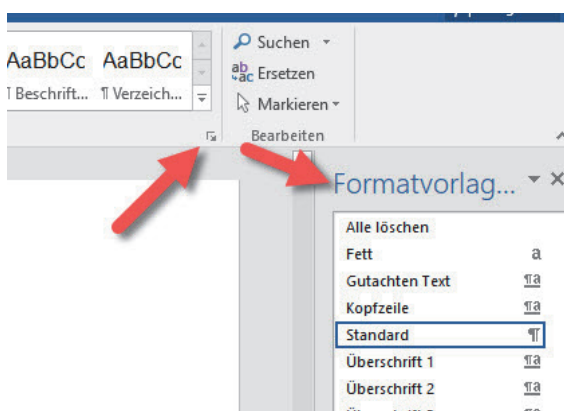 AaBbCc AaBbCc
Beschrift... ¶ Verzeich...
Suchen
Ersetzen
Markieren
Bearbeiten
Formatvorlag...
Alle löschen
Fett a
Gutachten Text ¶a
Kopfzeile ¶a
Standard ¶
Überschrift 1 ¶a
Überschrift 2 ¶a